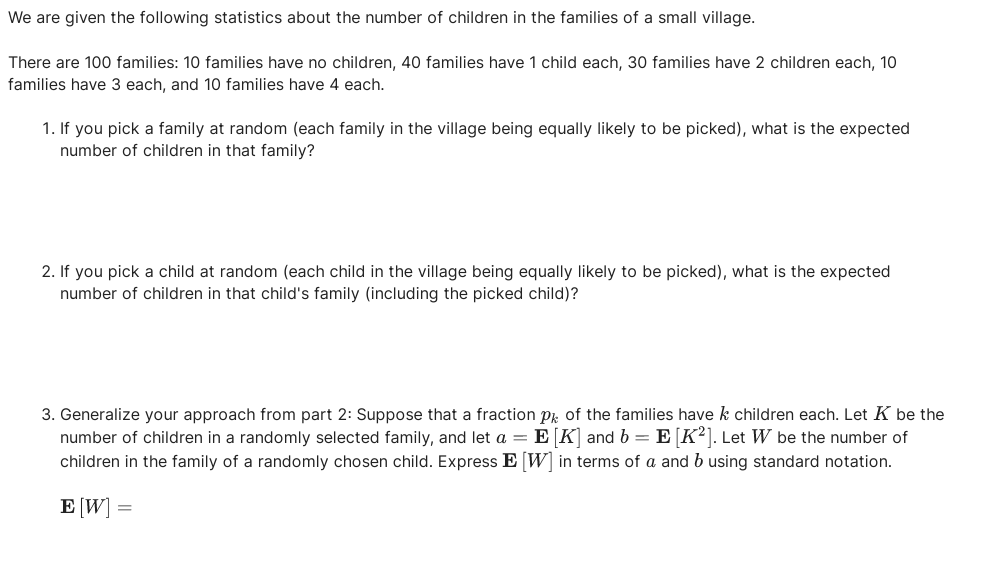 We are given the following statistics about the number of children in the families of a small village.
There are 100 families: 10 families have no children, 40 families have 1 child each, 30 families have 2 children each, 10
families have 3 each, and 10 families have 4 each.
1. If you pick a family at random (each family in the village being equally likely to be picked), what is the expected
number of children in that family?
2. If you pick a child at random (each child in the village being equally likely to be picked), what is the expected
number of children in that child's family (including the picked child)?
3. Generalize your approach from part 2: Suppose that a fraction $p_k$ of the families have $k$ children each. Let $K$ be the
number of children in a randomly selected family, and let $a = \mathbf{E}[K]$ and $b = \mathbf{E}[K^2]$. Let $W$ be the number of
children in the family of a randomly chosen child. Express $\mathbf{E}[W]$ in terms of $a$ and $b$ using standard notation.
$\mathbf{E}[W] =$